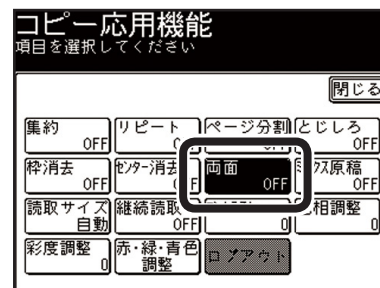 コピー応用機能
項目を選択してください
閉じる
集約 リピート ページ分割 とじしろ
OFF OFF
枠消去 センター消去 両面 原稿
OFF OFF OFF
読取サイズ 継続読取 相調整
自動 OFF 0 0
彩度調整 赤・緑・青色 ログアウト
0 調整